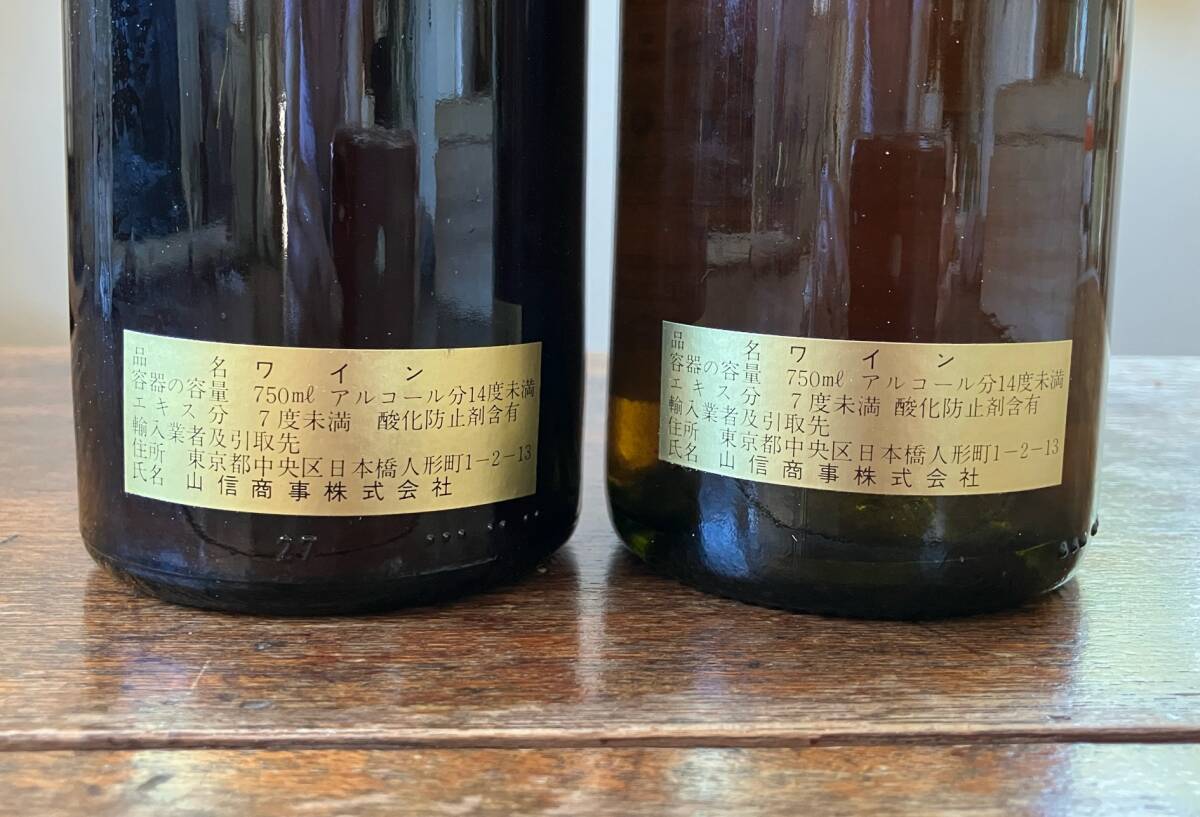 品名ワイン
容器の容量 750mℓ アルコール分14度未満
エキス分 7度未満 酸化防止剤含有
輸入業者及引取先
住所 東京都中央区日本橋人形町1-2-13
氏名 山信商事株式会社
27
品名ワイン
容器の容量 750mℓ アルコール分14度未満
エキス分 7度未満 酸化防止剤含有
輸入業者及引取先
住所 東京都中央区日本橋人形町1-2-13
氏名 山信商事株式会社